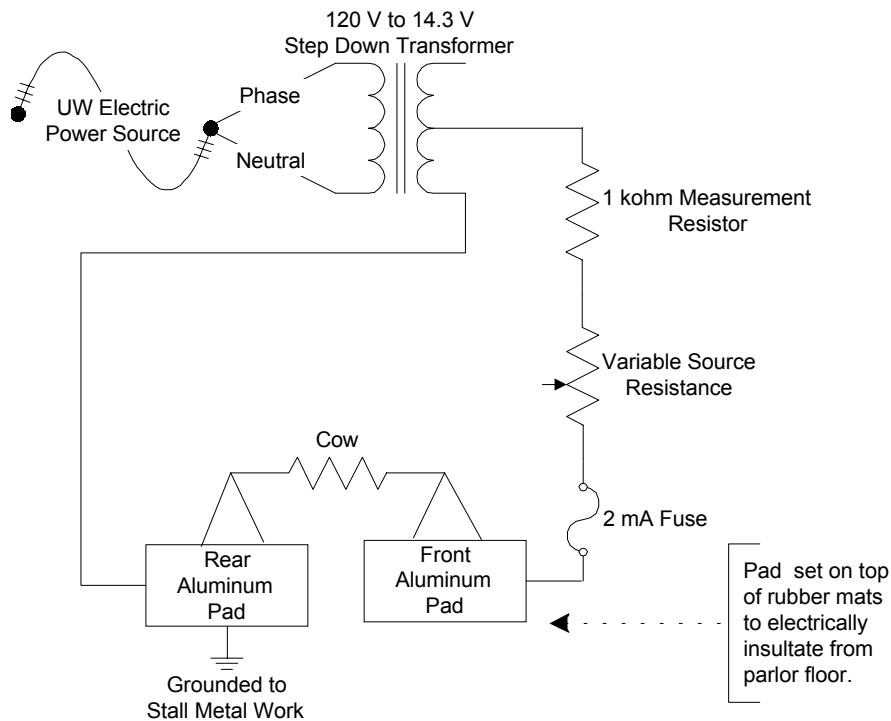 120 V to 14.3 V
Step Down Transformer
UW Electric
Power Source
Phase
Neutral
1 kohm Measurement
Resistor
Variable Source
Resistance
Cow
2 mA Fuse
Rear
Aluminum
Pad
Front
Aluminum
Pad
Pad set on top
of rubber mats
to electrically
insultate from
parlor floor.
Grounded to
Stall Metal Work